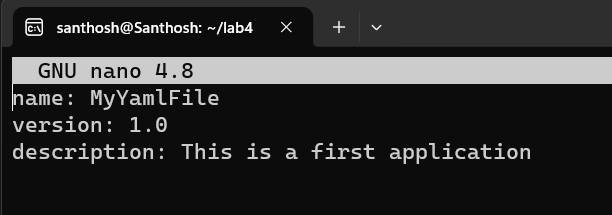 santhosh@Santhosh: ~/lab4
GNU nano 4.8
name: MyYamlFile
version: 1.0
description: This is a first application